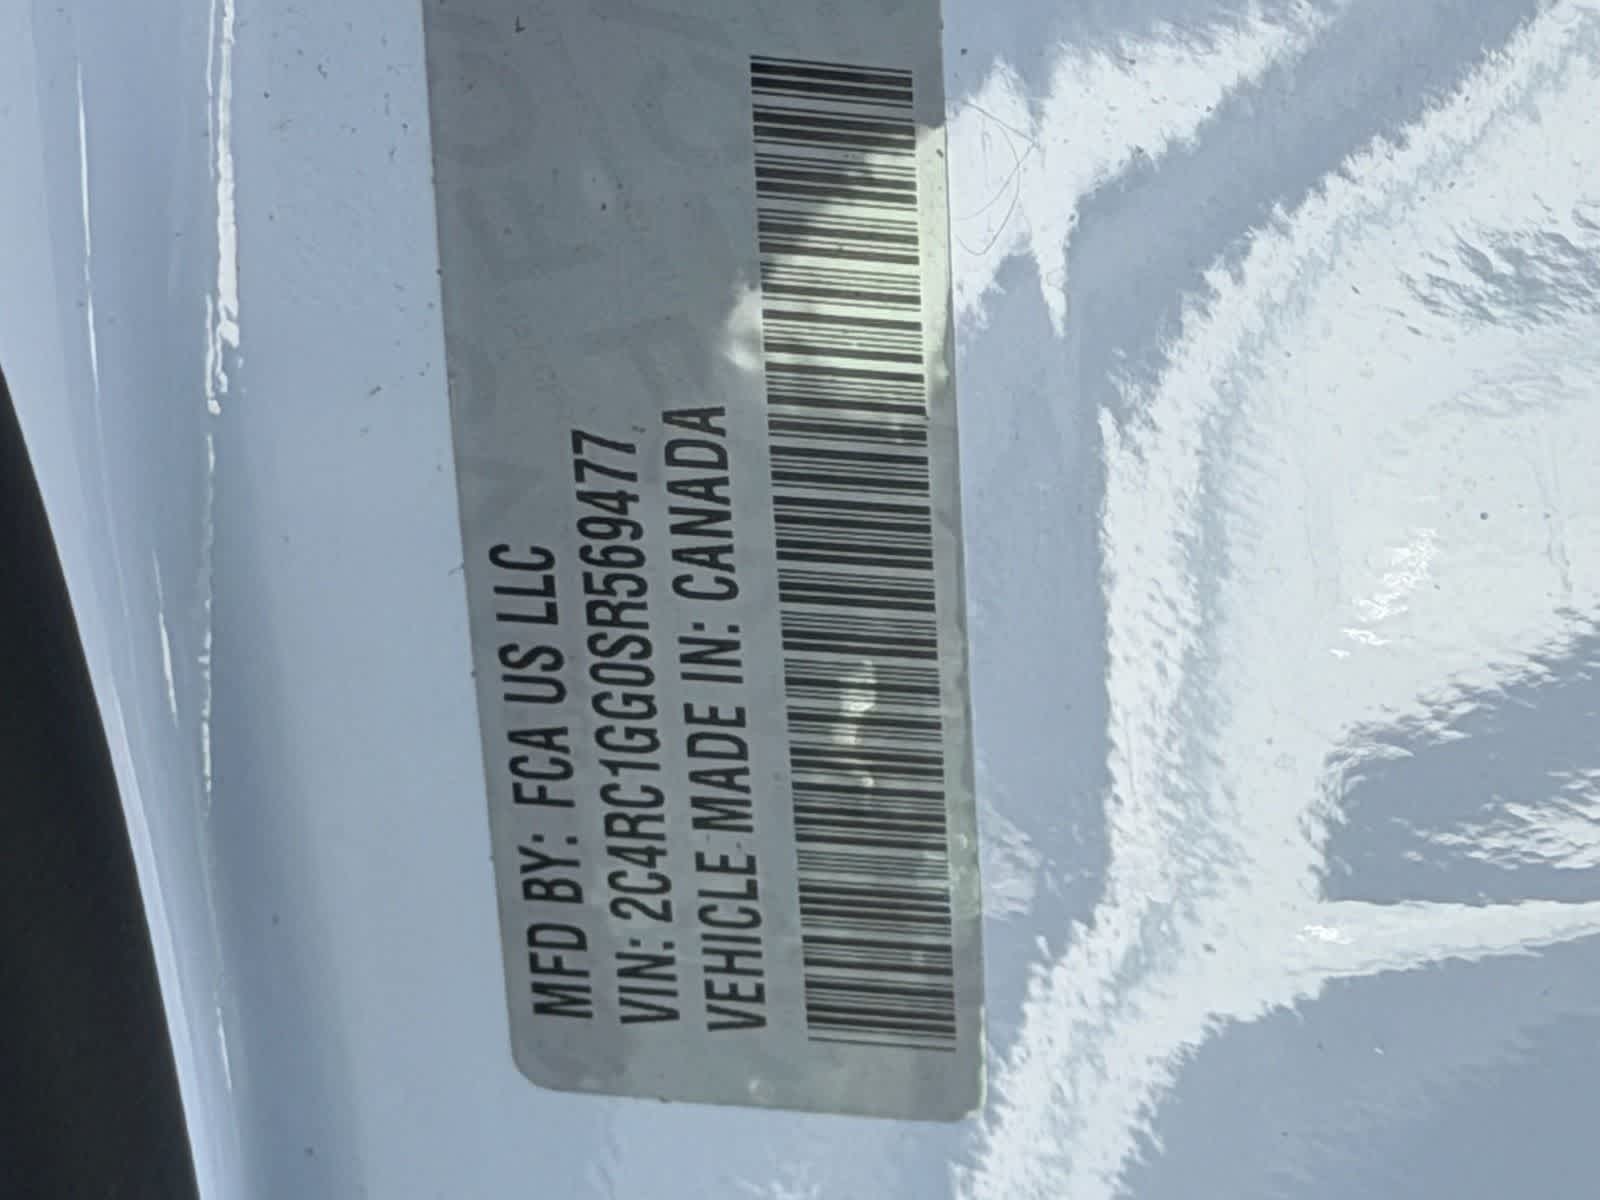 MFD BY: FCA US LLC
VIN: 2C4RC1GG0SR569477
VEHICLE MADE IN: CANADA